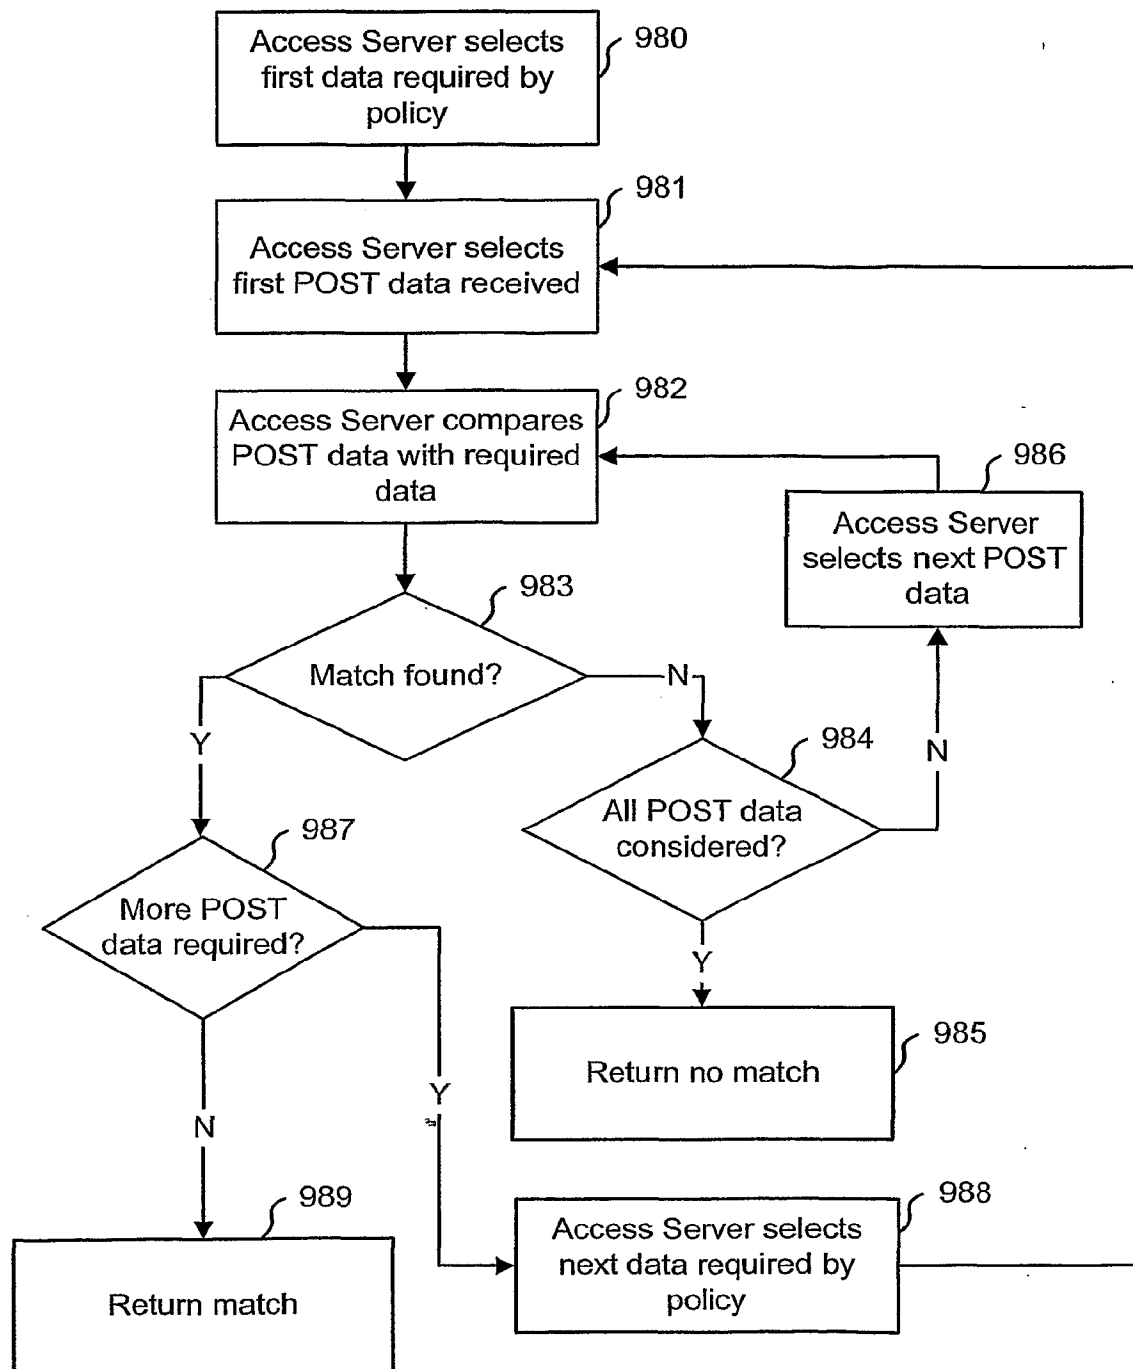 Access Server selects
first data required by
policy
980
981
Access Server selects
first POST data received
982
Access Server compares
POST data with required
data
986
Access Server
selects next POST
data
983
Match found?
N
Y
984
All POST data
considered?
N
987
More POST
data required?
Y
985
Return no match
Y
N
989
Return match
988
Access Server selects
next data required by
policy